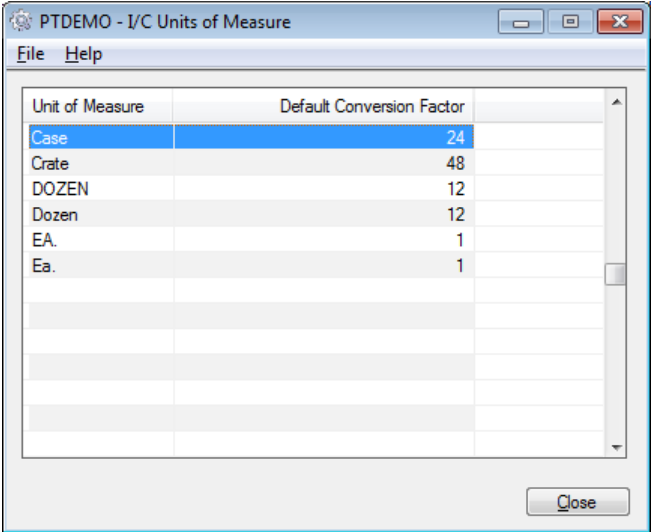 PTDEMO - I/C Units of Measure
File Help
Unit of Measure Default Conversion Factor
Case 24
Crate 48
DOZEN 12
Dozen 12
EA. 1
Ea. 1
Close